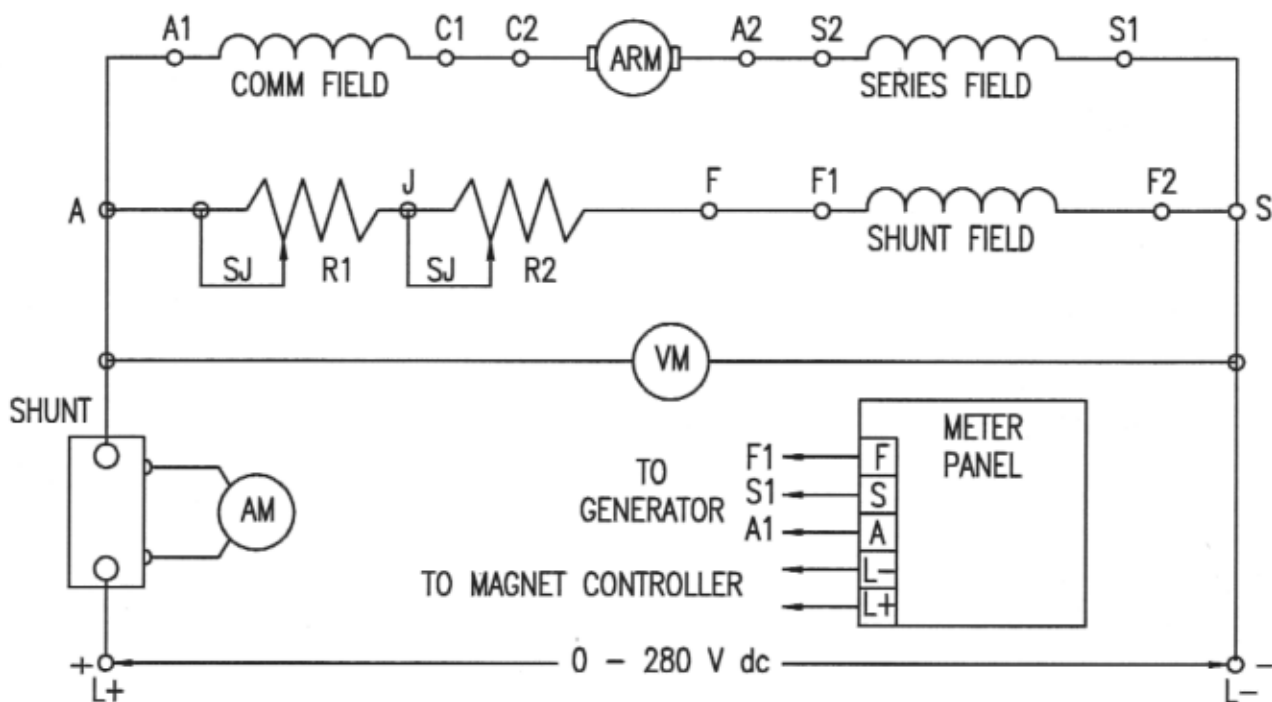 A1 C1 C2 ARM A2 S2 S1
COMM FIELD SERIES FIELD
A J F F1 F2 S
SJ R1 SJ R2 SHUNT FIELD
VM
SHUNT
METER
PANEL
AM
TO
GENERATOR
F1 F
S1 S
A1 A
TO MAGNET CONTROLLER L-
L+
+ 0 - 280 V dc -
L+ L-